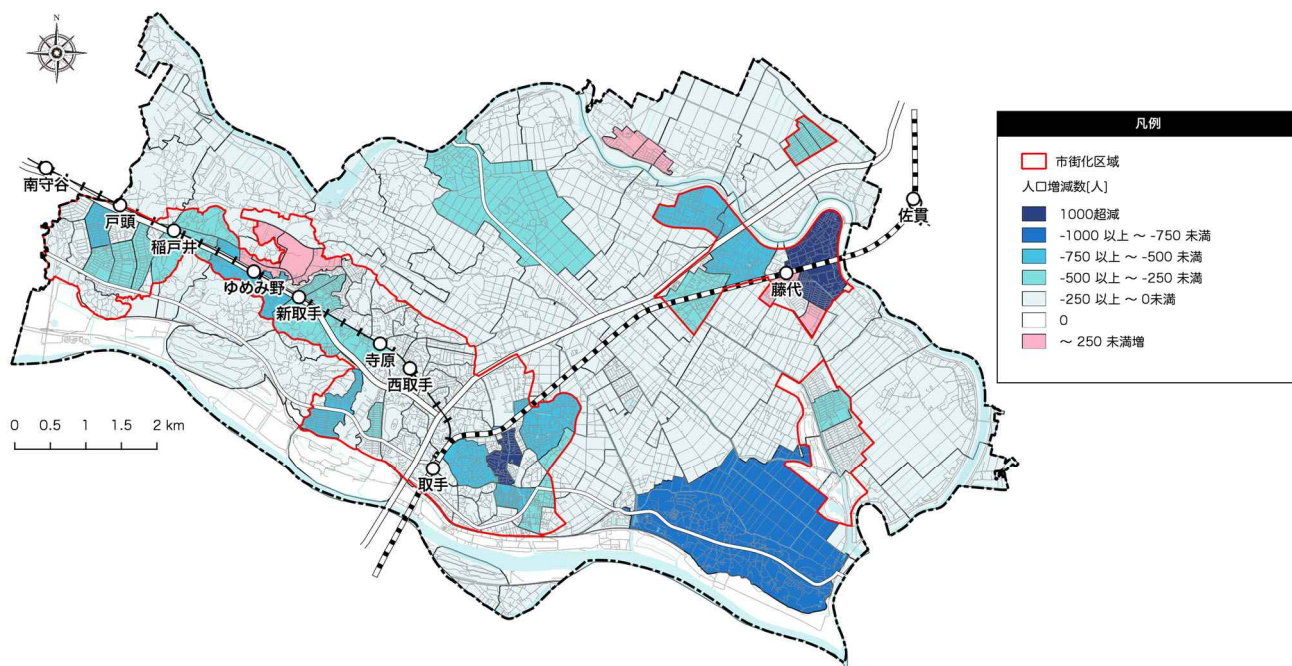 N
南守谷
戸頭
稲戸井
ゆめみ野
新取手
寺原
西取手
取手
藤代
佐貫
0 0.5 1 1.5 2 km
凡例
市街化区域
人口増減数[人]
1000超減
-1000 以上 ～ -750 未満
-750 以上 ～ -500 未満
-500 以上 ～ -250 未満
-250 以上 ～ 0未満
0
～ 250 未満増